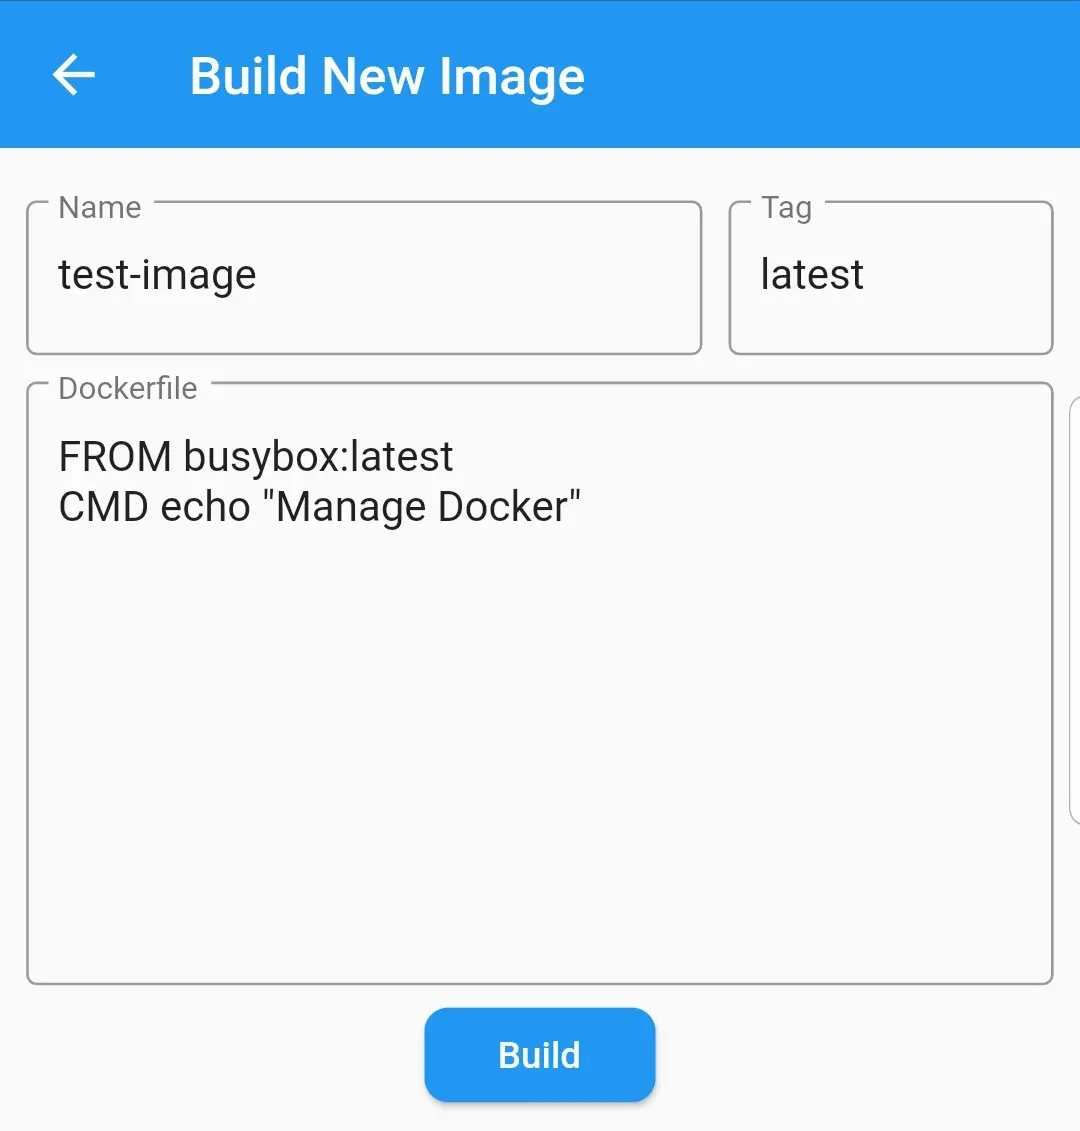 Build New Image
Name
Tag
test-image
latest
Dockerfile
FROM busybox:latest
CMD echo "Manage Docker"
Build